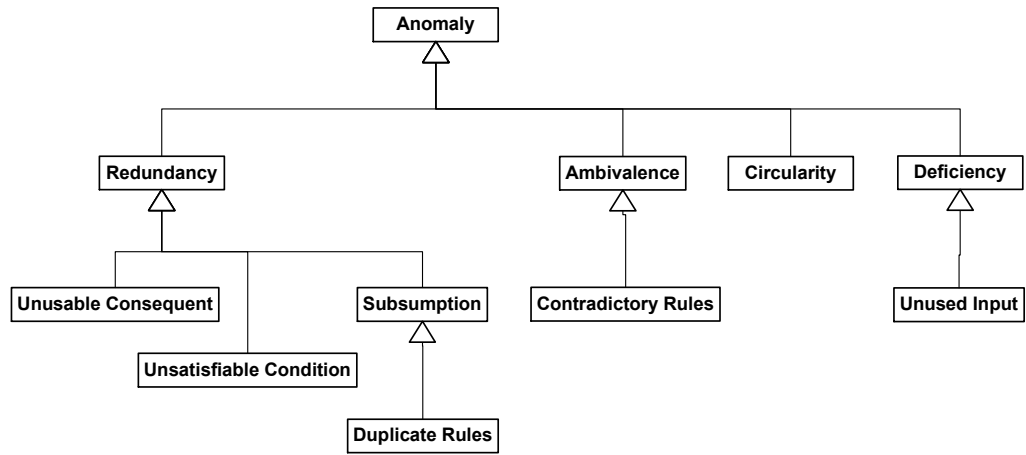 Anomaly
Redundancy
Ambivalence
Circularity
Deficiency
Unusable Consequent
Subsumption
Contradictory Rules
Unused Input
Unsatisfiable Condition
Duplicate Rules